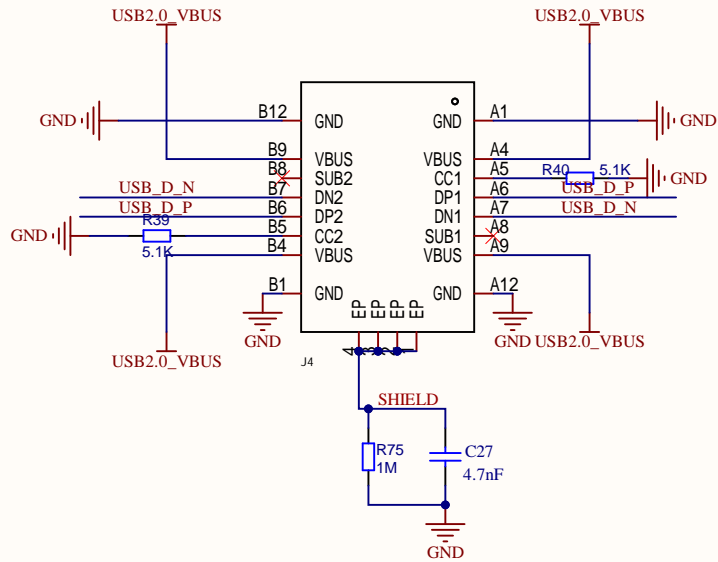 USB2.0_VBUS USB2.0_VBUS
GND B12 GND GND A1 GND
B9 VBUS VBUS A4
B8 SUB2 CC1 A5 R40 5.1K GND
USB_D_N B7 DN2 DP1 A6 USB_D_P
USB_D_P B6 DP2 DN1 A7 USB_D_N
GND R39 5.1K B5 CC2 SUB1 A8
B4 VBUS VBUS A9
B1 GND GND A12
EP EP EP EP
GND GND
USB2.0_VBUS USB2.0_VBUS
J4 4
SHIELD
R75 C27
1M 4.7nF
GND